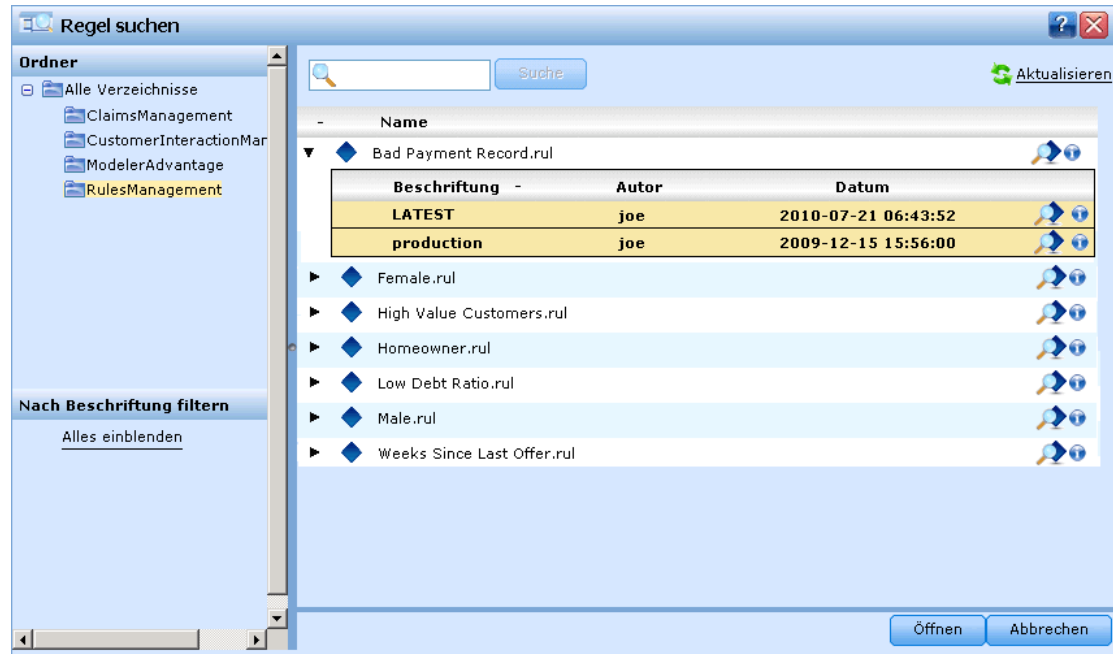 Regel suchen
?
Ordner
Alle Verzeichnisse
ClaimsManagement
CustomerInteractionMar
ModelerAdvantage
RulesManagement
Nach Beschriftung filtern
Alles einblenden
Suche
Aktualisieren
- Name
Bad Payment Record.rul
Beschriftung - Autor Datum
LATEST joe 2010-07-21 06:43:52
production joe 2009-12-15 15:56:00
Female.rul
High Value Customers.rul
Homeowner.rul
Low Debt Ratio.rul
Male.rul
Weeks Since Last Offer.rul
Öffnen Abbrechen